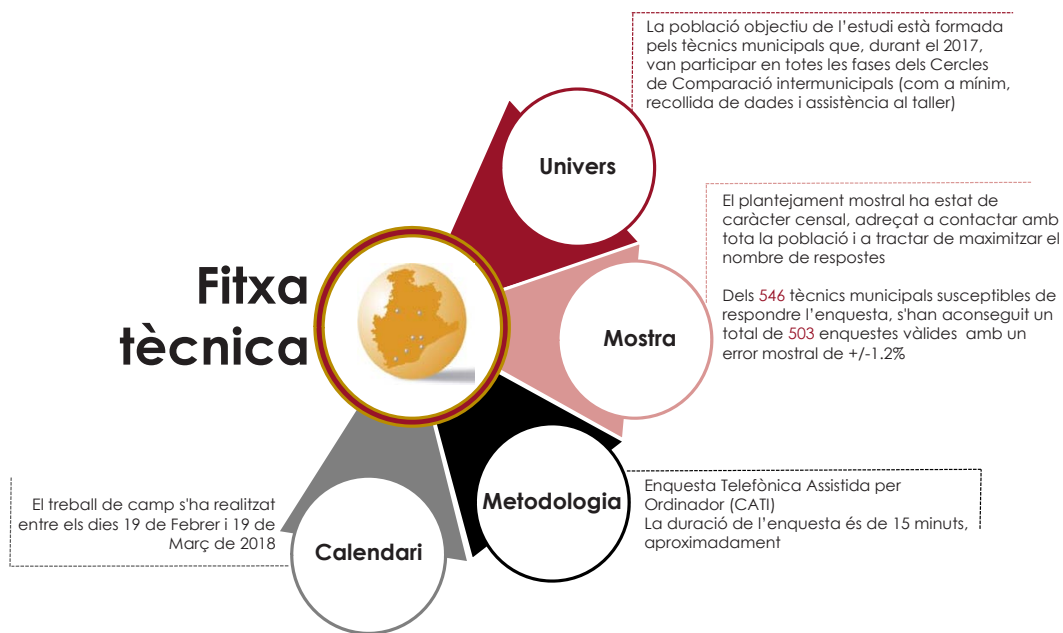 Fitxa
tècnica
Univers
La població objectiu de l’estudi està formada
pels tècnics municipals que, durant el 2017,
van participar en totes les fases dels Cercles
de Comparació intermunicipals (com a mínim,
recollida de dades i assistència al taller)
Mostra
El plantejament mostral ha estat de
caràcter censal, adreçat a contactar amb
tota la població i a tractar de maximitzar el
nombre de respostes
Dels 546 tècnics municipals susceptibles de
respondre l’enquesta, s'han aconseguit un
total de 503 enquestes vàlides amb un
error mostral de +/-1.2%
Metodologia
Enquesta Telefònica Assistida per
Ordinador (CATI)
La duració de l’enquesta és de 15 minuts,
aproximadament
Calendari
El treball de camp s'ha realitzat
entre els dies 19 de Febrer i 19 de
Març de 2018